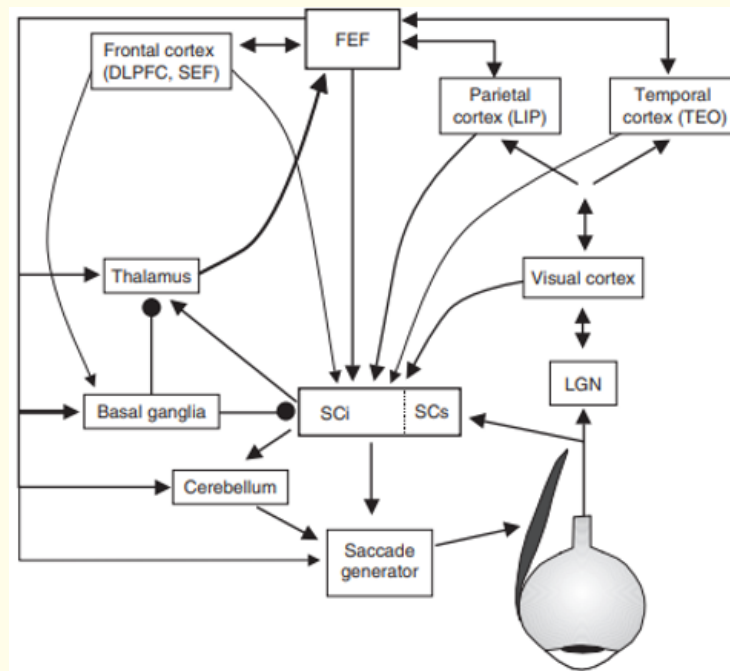 FEF
Frontal cortex
(DLPFC, SEF)
Parietal
cortex (LIP)
Temporal
cortex (TEO)
Thalamus
Visual cortex
LGN
Basal ganglia
SCi
SCs
Cerebellum
Saccade
generator